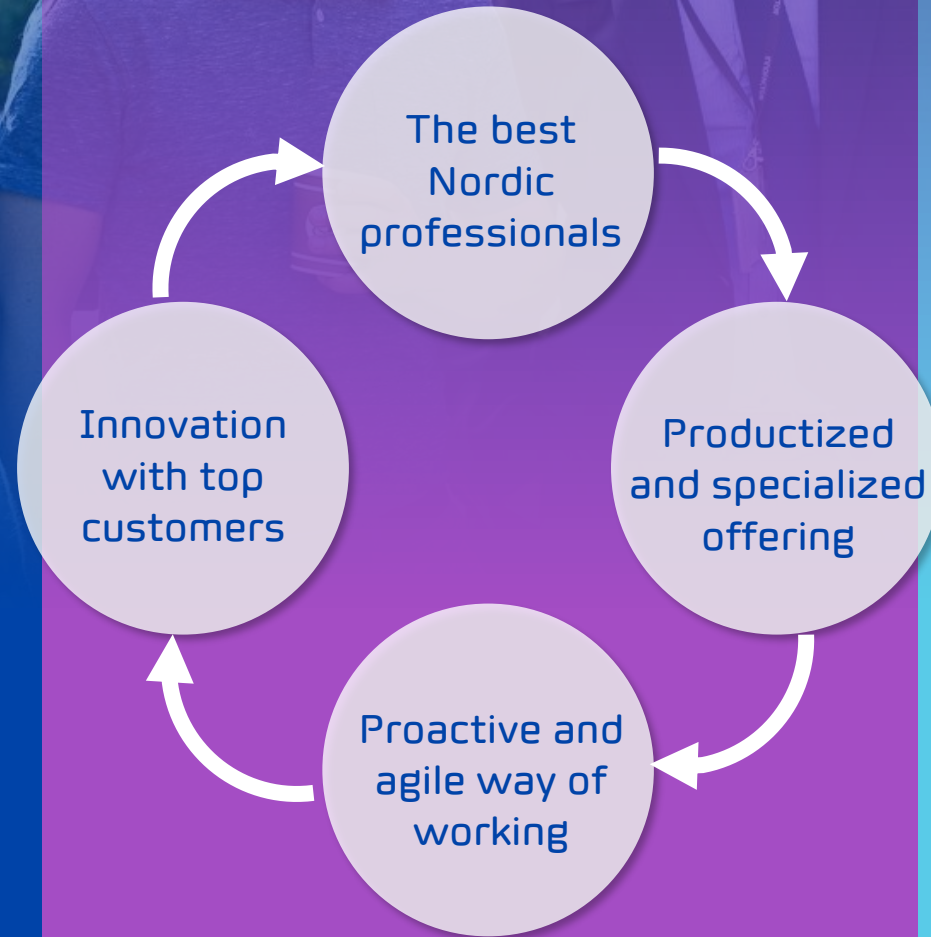 The best
Nordic
professionals
Productized
and specialized
offering
Proactive and
agile way of
working
Innovation
with top
customers